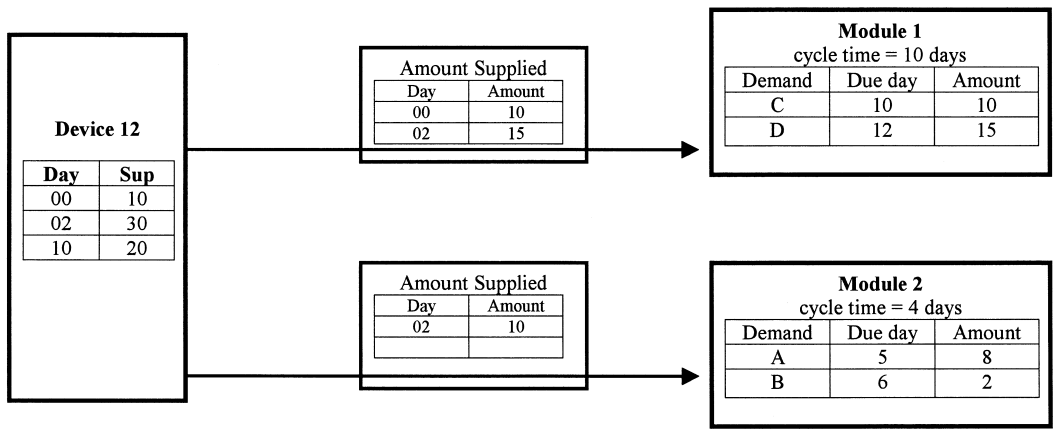 Device 12
Day Sup
00 10
02 30
10 20
Amount Supplied
Day Amount
00 10
02 15
Module 1
cycle time = 10 days
Demand Due day Amount
C 10 10
D 12 15
Amount Supplied
Day Amount
02 10
Module 2
cycle time = 4 days
Demand Due day Amount
A 5 8
B 6 2